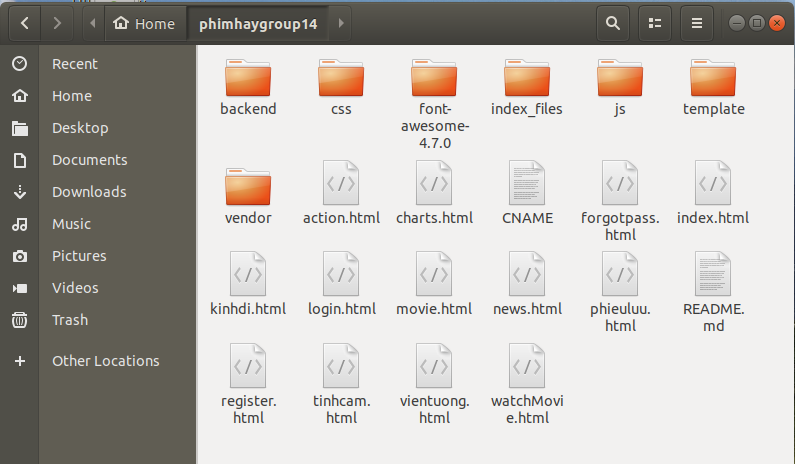 Home
phimhaygroup14
Recent
Home
Desktop
Documents
Downloads
Music
Pictures
Videos
Trash
Other Locations
backend
css
font-
awesome-
4.7.0
index_files
js
template
vendor
action.html
charts.html
CNAME
forgotpass.
html
index.html
kinhdi.html
login.html
movie.html
news.html
phieuluu.
html
README.
md
register.
html
tinhcam.
html
vientuong.
html
watchMovi
e.html